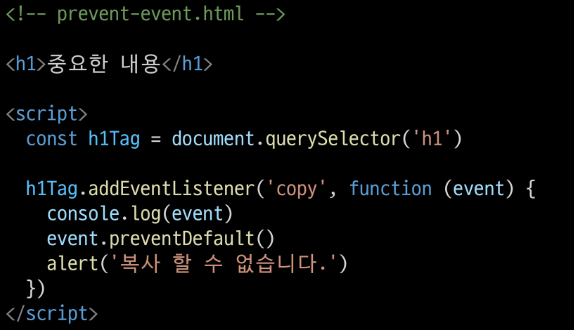 <!-- prevent-event.html -->
<h1>중요한 내용</h1>
<script>
const h1Tag = document.querySelector('h1')
h1Tag.addEventListener('copy', function (event) {
console.log(event)
event.preventDefault()
alert('복사 할 수 없습니다.')
})
</script>